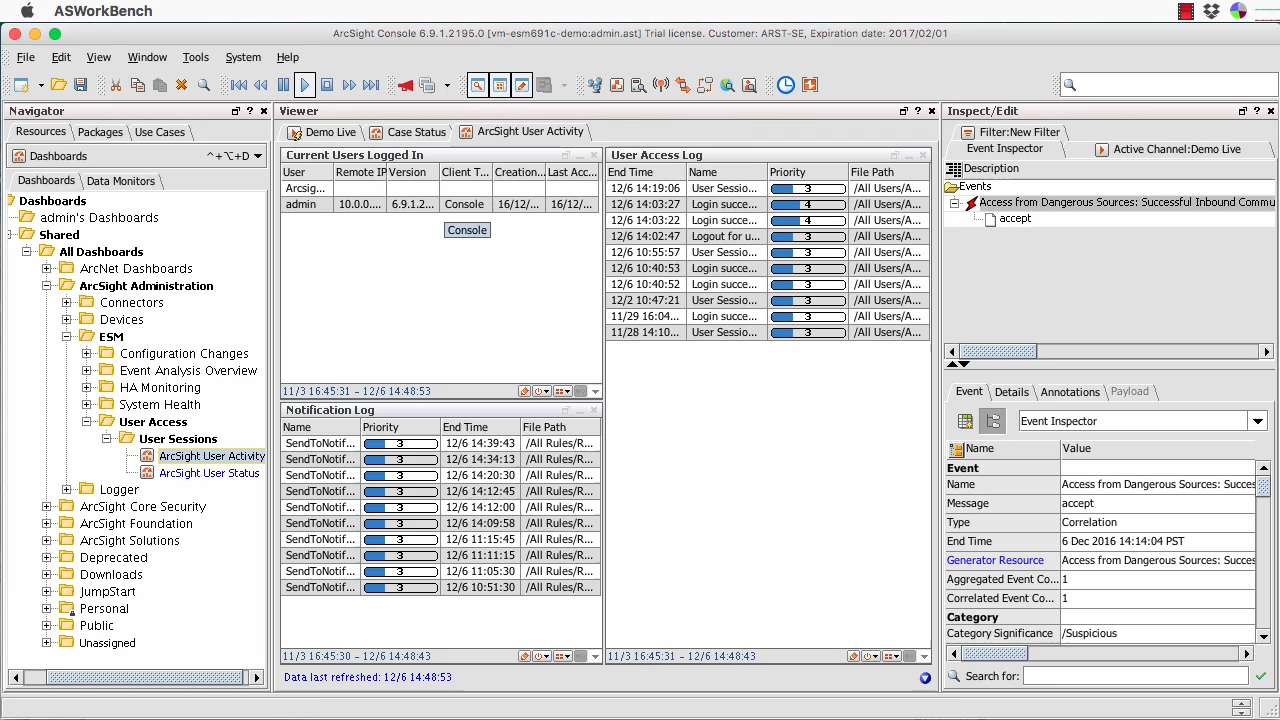 ASWorkBench
ArcSight Console 6.9.1.2195.0 [vm-esm691c-demo:admin.ast] Trial license. Customer: ARST-SE, Expiration date: 2017/02/01
File Edit View Window Tools System Help
Navigator
Resources Packages Use Cases
Dashboards ^+⌥+D
Dashboards Data Monitors
Dashboards
admin's Dashboards
Shared
All Dashboards
ArcNet Dashboards
ArcSight Administration
Connectors
Devices
ESM
Configuration Changes
Event Analysis Overview
HA Monitoring
System Health
User Access
User Sessions
ArcSight User Activity
ArcSight User Status
Logger
ArcSight Core Security
ArcSight Foundation
ArcSight Solutions
Deprecated
Downloads
JumpStart
Personal
Public
Unassigned
Viewer
Demo Live Case Status ArcSight User Activity
Current Users Logged In
User Remote IP Version Client T... Creation... Last Acce...
Arcsig...
admin 10.0.0.... 6.9.1.2... Console 16/12/... 16/12/...
Console
11/3 16:45:31 - 12/6 14:48:53
Notification Log
Name Priority End Time File Path
SendToNotif... 3 12/6 14:39:43 /All Rules/R...
SendToNotif... 3 12/6 14:34:13 /All Rules/R...
SendToNotif... 3 12/6 14:20:30 /All Rules/R...
SendToNotif... 3 12/6 14:12:45 /All Rules/R...
SendToNotif... 3 12/6 14:12:00 /All Rules/R...
SendToNotif... 3 12/6 14:09:58 /All Rules/R...
SendToNotif... 3 12/6 11:15:45 /All Rules/R...
SendToNotif... 3 12/6 11:11:15 /All Rules/R...
SendToNotif... 3 12/6 11:05:30 /All Rules/R...
SendToNotif... 3 12/6 10:51:30 /All Rules/R...
11/3 16:45:30 - 12/6 14:48:43
Data last refreshed: 12/6 14:48:53
User Access Log
End Time Name Priority File Path
12/6 14:19:06 User Sessio... 3 /All Users/A...
12/6 14:03:27 Login succe... 4 /All Users/A...
12/6 14:03:22 Login succe... 4 /All Users/A...
12/6 14:02:47 Logout for u... 3 /All Users/A...
12/6 10:55:57 User Sessio... 3 /All Users/A...
12/6 10:40:53 Login succe... 3 /All Users/A...
12/6 10:40:52 Login succe... 3 /All Users/A...
12/2 10:47:21 User Sessio... 3 /All Users/A...
11/29 16:04... Login succe... 3 /All Users/A...
11/28 14:10... User Sessio... 3 /All Users/A...
11/3 16:45:31 - 12/6 14:48:43
Inspect/Edit
Filter:New Filter
Event Inspector Active Channel:Demo Live
Description
Events
Access from Dangerous Sources: Successful Inbound Commu
accept
Event Details Annotations Payload
Event Inspector
Name Value
Event
Name Access from Dangerous Sources: Succes
Message accept
Type Correlation
End Time 6 Dec 2016 14:14:04 PST
Generator Resource Access from Dangerous Sources: Succes
Aggregated Event Co... 1
Correlated Event Co... 1
Category
Category Significance /Suspicious
Search for: